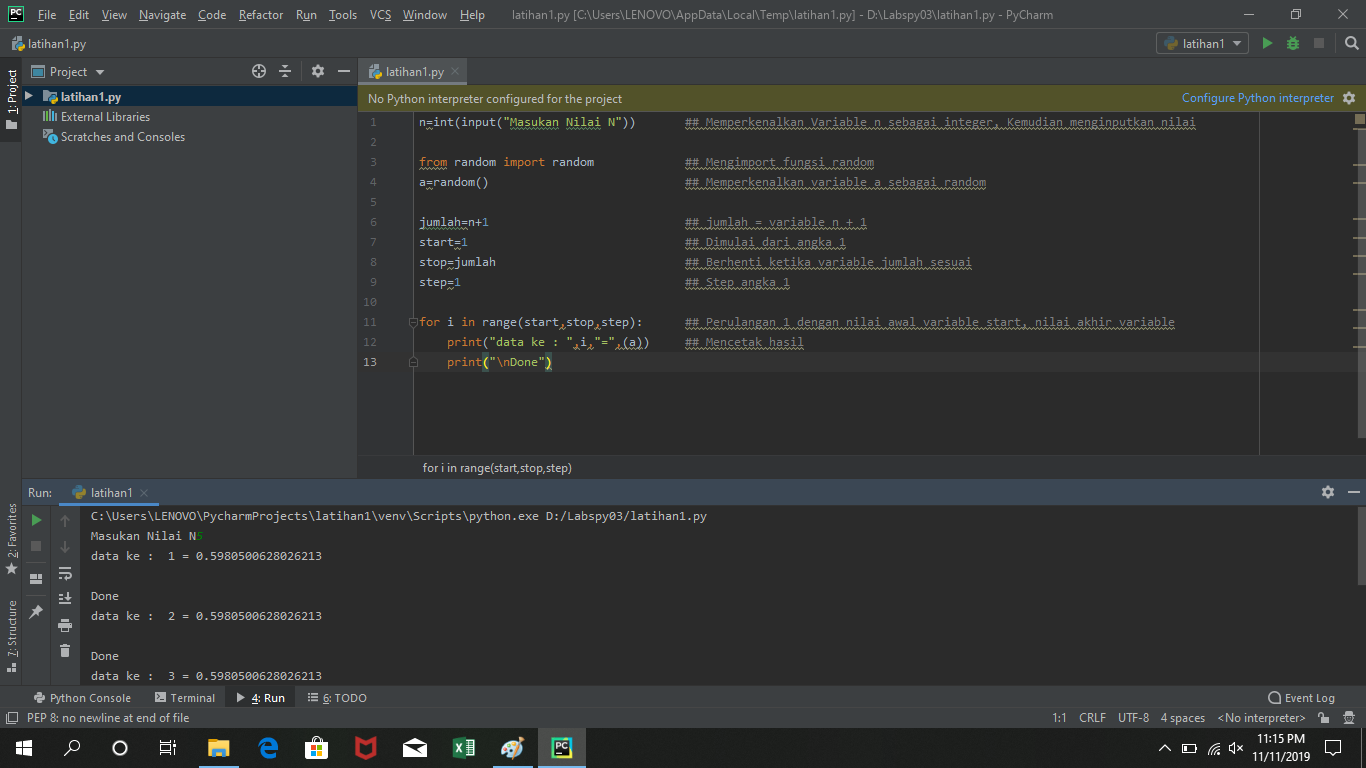 File Edit View Navigate Code Refactor Run Tools VCS Window Help latihan1.py [C:\Users\LENOVO\AppData\Local\Temp\latihan1.py] - D:\Labspy03\latihan1.py - PyCharm
latihan1.py
latihan1
1: Project
Project
latihan1.py
External Libraries
Scratches and Consoles
latihan1.py
No Python interpreter configured for the project Configure Python interpreter
1 n=int(input("Masukan Nilai N")) ## Memperkenalkan Variable n sebagai integer, Kemudian menginputkan nilai
2
3 from random import random ## Mengimport fungsi random
4 a=random() ## Memperkenalkan variable a sebagai random
5
6 jumlah=n+1 ## jumlah = variable n + 1
7 start=1 ## Dimulai dari angka 1
8 stop=jumlah ## Berhenti ketika variable jumlah sesuai
9 step=1 ## Step angka 1
10
11 for i in range(start,stop,step): ## Perulangan 1 dengan nilai awal variable start, nilai akhir variable
12 print("data ke : ",i,"=",(a)) ## Mencetak hasil
13 print("\nDone")
for i in range(start,stop,step)
Run: latihan1
2: Favorites
7: Structure
C:\Users\LENOVO\PycharmProjects\latihan1\venv\Scripts\python.exe D:/Labspy03/latihan1.py
Masukan Nilai N5
data ke :  1 = 0.5980500628026213
Done
data ke :  2 = 0.5980500628026213
Done
data ke :  3 = 0.5980500628026213
Python Console Terminal 4: Run 6: TODO Event Log
PEP 8: no newline at end of file 1:1 CRLF UTF-8 4 spaces <No interpreter>
11:15 PM
11/11/2019